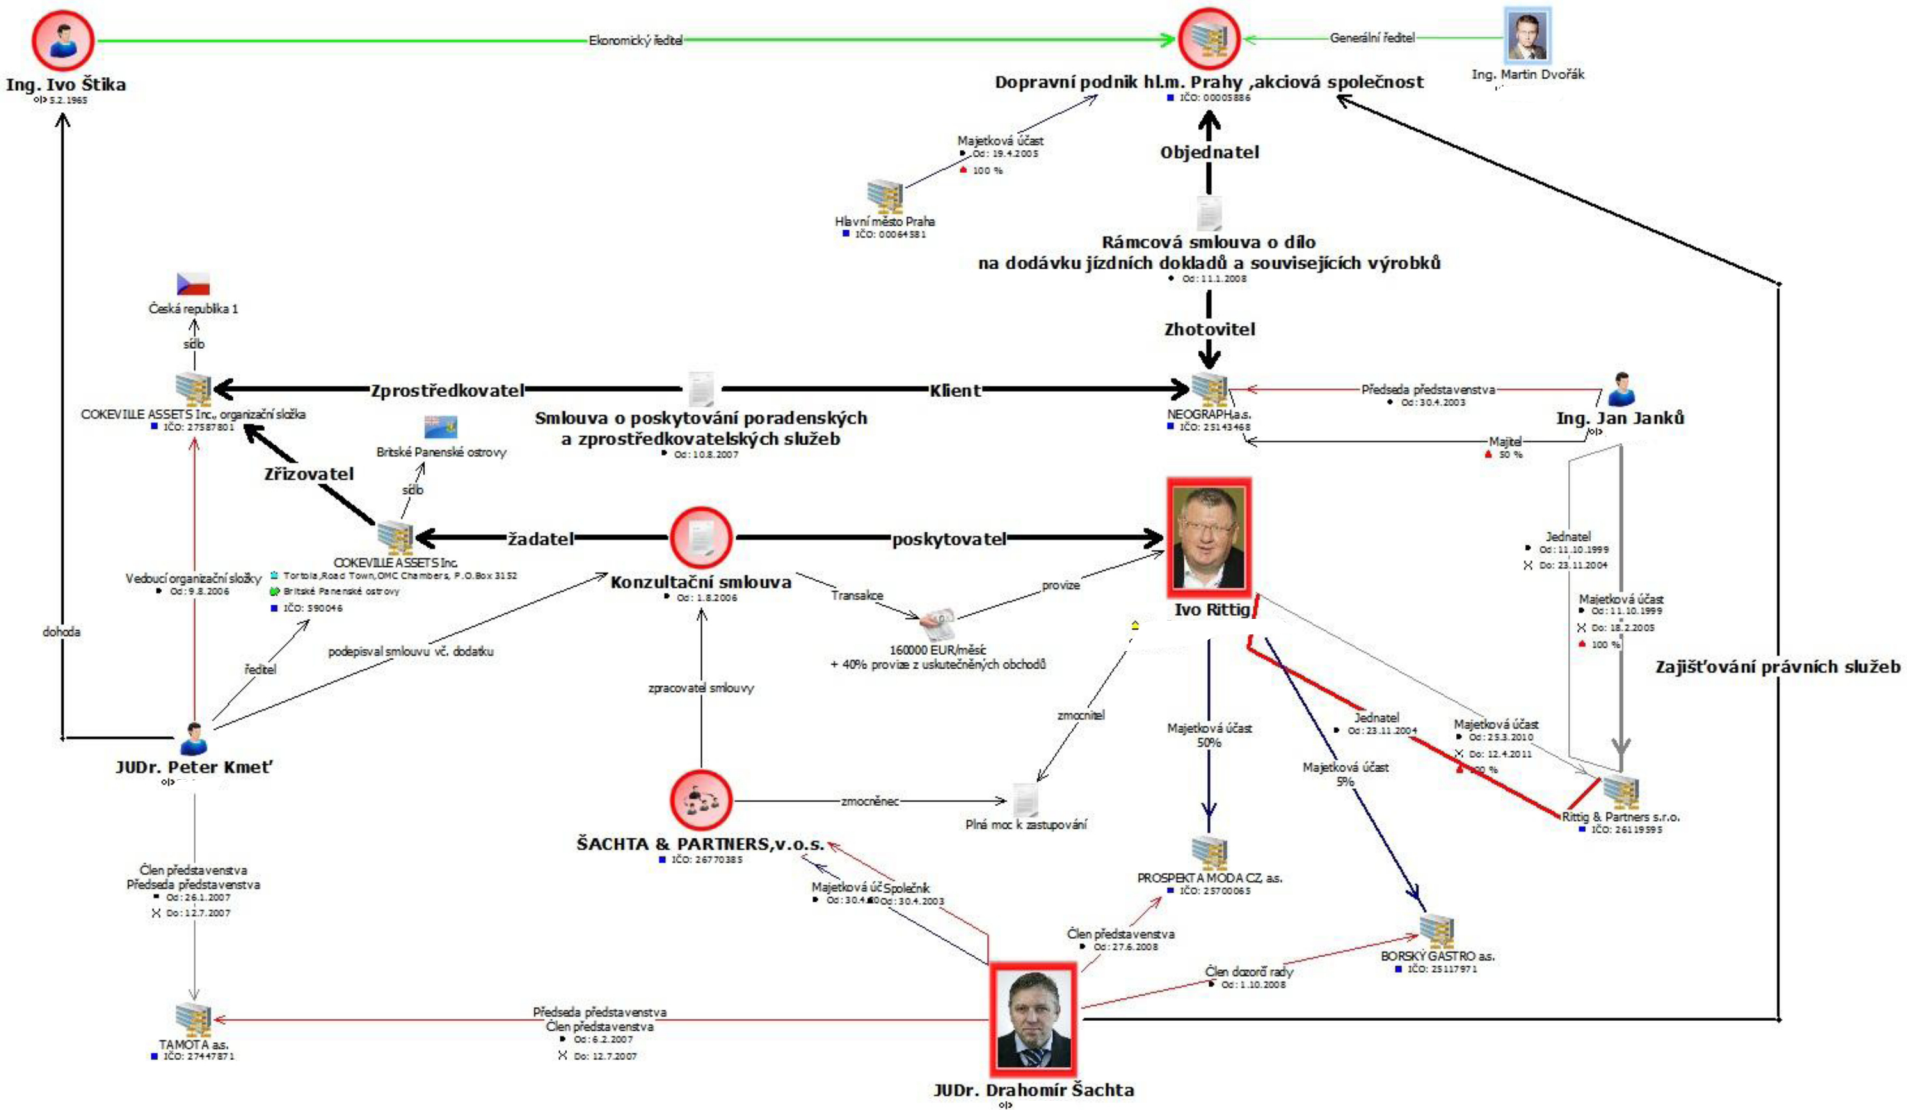 Ekonomický ředitel
Generální ředitel
Ing. Ivo Štika
5.2.1965
Dopravní podnik hl.m. Prahy ,akciová společnost
IČO: 00005886
Ing. Martin Dvořák
Majetková účast
Od: 19.4.2005
100 %
Objednatel
Hlavní město Praha
IČO: 00064581
Rámcová smlouva o dílo
na dodávku jízdních dokladů a souvisejících výrobků
Od: 11.1.2008
Česká republika 1
sídlo
Zhotovitel
Zprostředkovatel
Klient
Předseda představenstva
Od: 30.4.2003
COKEVILLE ASSETS Inc., organizační složka
IČO: 27587801
Smlouva o poskytování poradenských
a zprostředkovatelských služeb
Od: 10.8.2007
NEOGRAPH,a.s.
IČO: 25143468
Ing. Jan Janků
Majitel
50 %
Britské Panenské ostrovy
Zřizovatel
sídlo
žadatel
poskytovatel
Jednatel
Od: 11.10.1999
Do: 23.11.2004
COKEVILLE ASSETS Inc.
Tortola,Road Town,OMC Chambers, P.O.Box 3152
Britské Panenské ostrovy
IČO: 590046
Vedoucí organizační složky
Od: 9.8.2006
Konzultační smlouva
Od: 1.8.2006
Transakce
provize
Ivo Rittig
Majetková účast
Od: 11.10.1999
Do: 18.2.2005
100 %
dohoda
ředitel
podepisval smlouvu vč. dodatku
160000 EUR/měsíc
+ 40% provize z uskutečněných obchodů
Zajišťování právních služeb
zpracovatel smlouvy
zmocnitel
Majetková účast
50%
Jednatel
Od: 23.11.2004
Majetková účast
Od: 25.3.2010
Do: 12.4.2011
Majetková účast
5%
JUDr. Peter Kmeť
zmocněnec
Plná moc k zastupování
Rittig & Partners s.r.o.
IČO: 26119595
ŠACHTA & PARTNERS,v.o.s.
IČO: 26770385
Člen představenstva
Předseda představenstva
Od: 26.1.2007
Do: 12.7.2007
Společník
Od: 30.4.2003
PROSPEKTA MODA CZ, a.s.
IČO: 25700065
Člen představenstva
Od: 27.6.2008
BORSKÝ GASTRO a.s.
IČO: 25117971
Člen dozorčí rady
Od: 1.10.2008
Předseda představenstva
Člen představenstva
Od: 6.2.2007
Do: 12.7.2007
TAMOTA a.s.
IČO: 27447871
JUDr. Drahomír Šachta